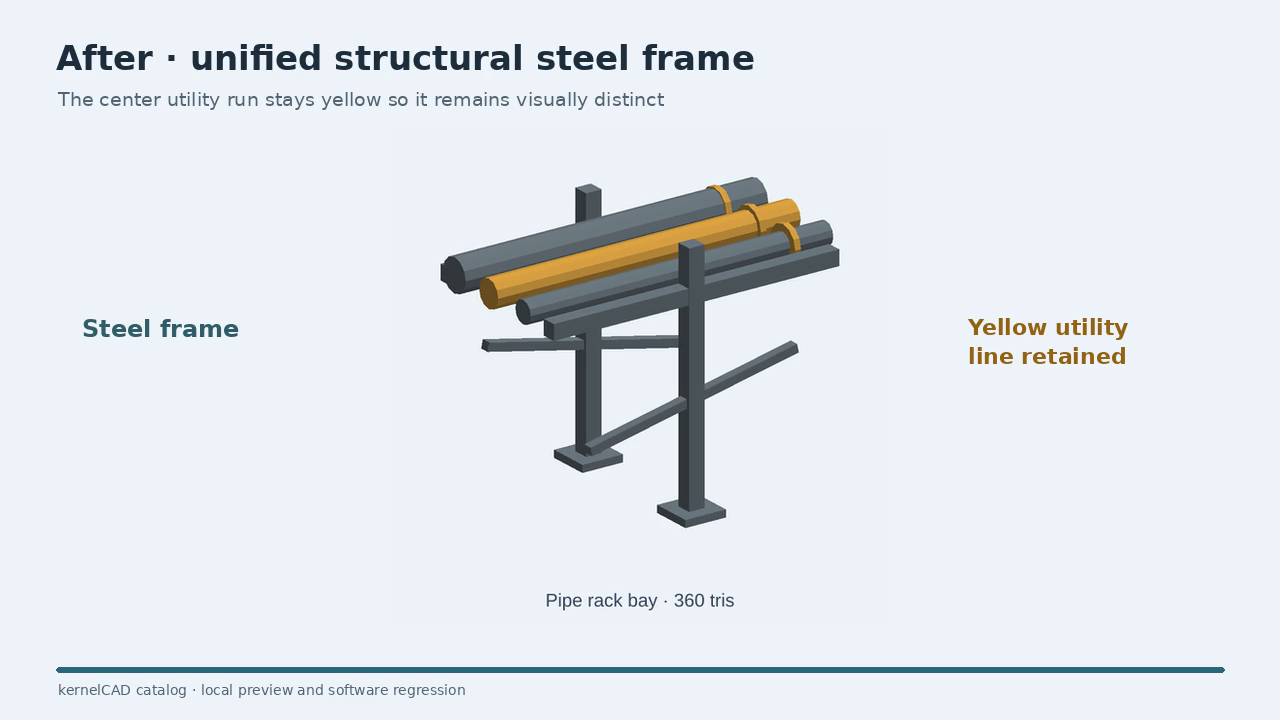 After · unified structural steel frame
The center utility run stays yellow so it remains visually distinct
Steel frame
Yellow utility
line retained
Pipe rack bay · 360 tris
kernelCAD catalog · local preview and software regression